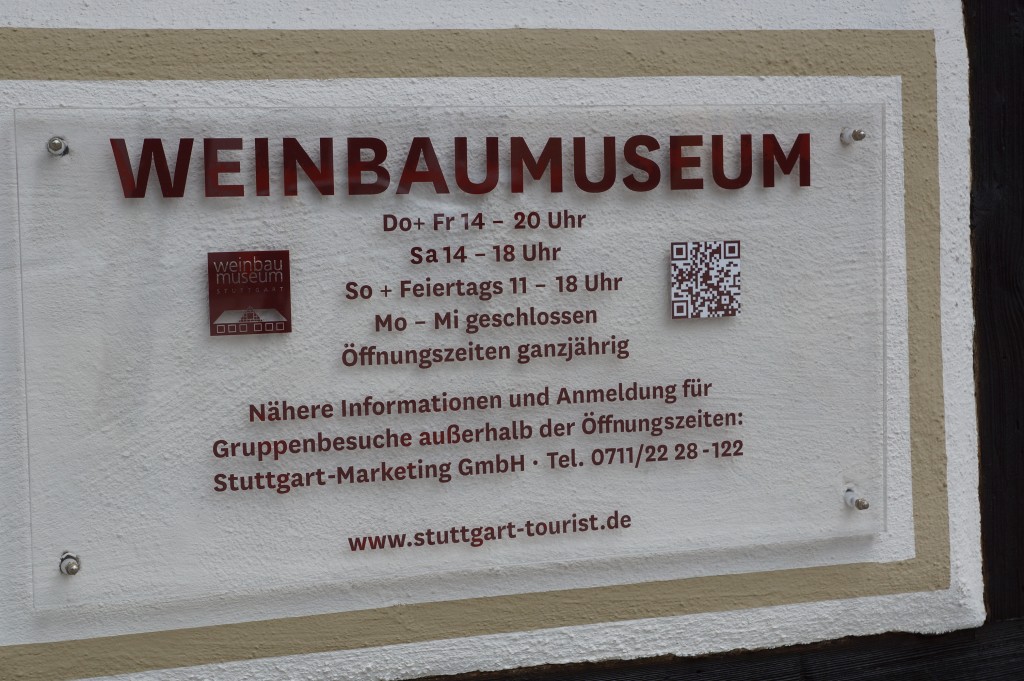 WEINBAUMUSEUM
Do+ Fr 14 – 20 Uhr
Sa 14 – 18 Uhr
So + Feiertags 11 – 18 Uhr
Mo – Mi geschlossen
Öffnungszeiten ganzjährig
weinbau
museum
STUTTGART
Nähere Informationen und Anmeldung für
Gruppenbesuche außerhalb der Öffnungszeiten:
Stuttgart-Marketing GmbH · Tel. 0711/22 28 -122
www.stuttgart-tourist.de